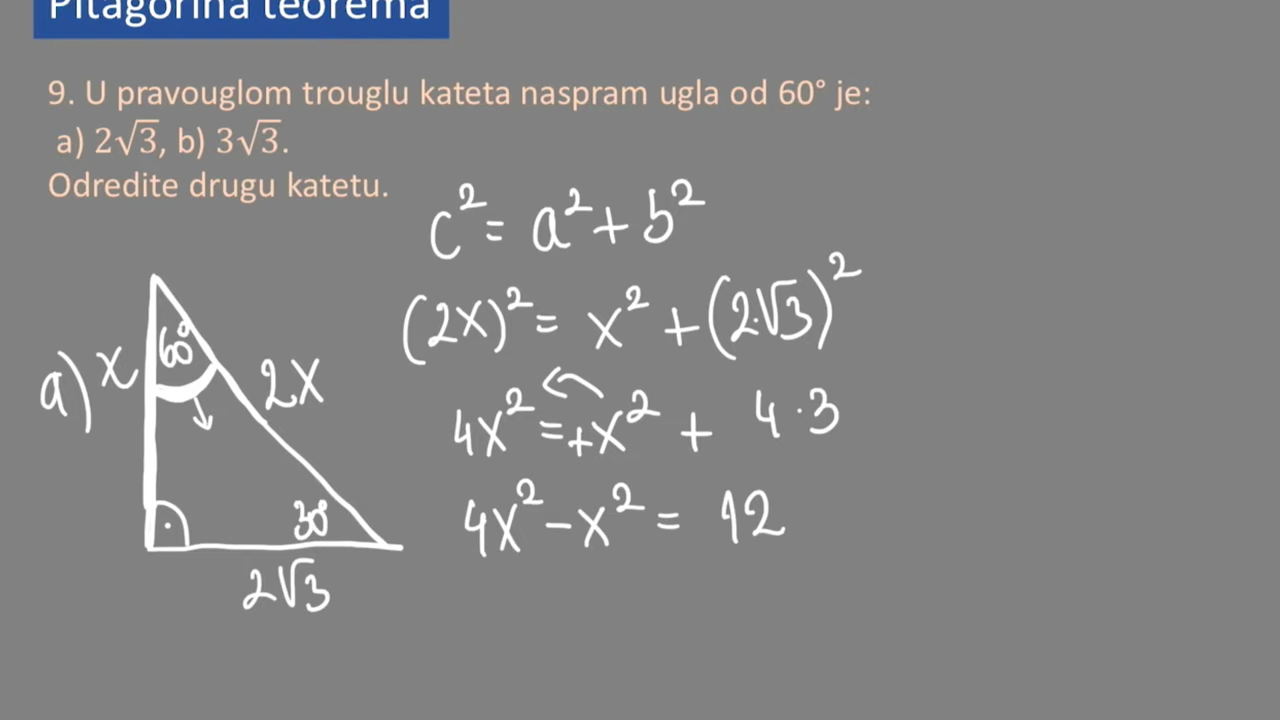 Pitagorina teorema
9. U pravouglom trouglu kateta naspram ugla od 60° je:
a) 2√3, b) 3√3.
Odredite drugu katetu.
c² = a² + b²
(2x)² = x² + (2·√3)²
a) x 60° 2x
4x² = +x² + 4·3
30°
4x² - x² = 12
2√3